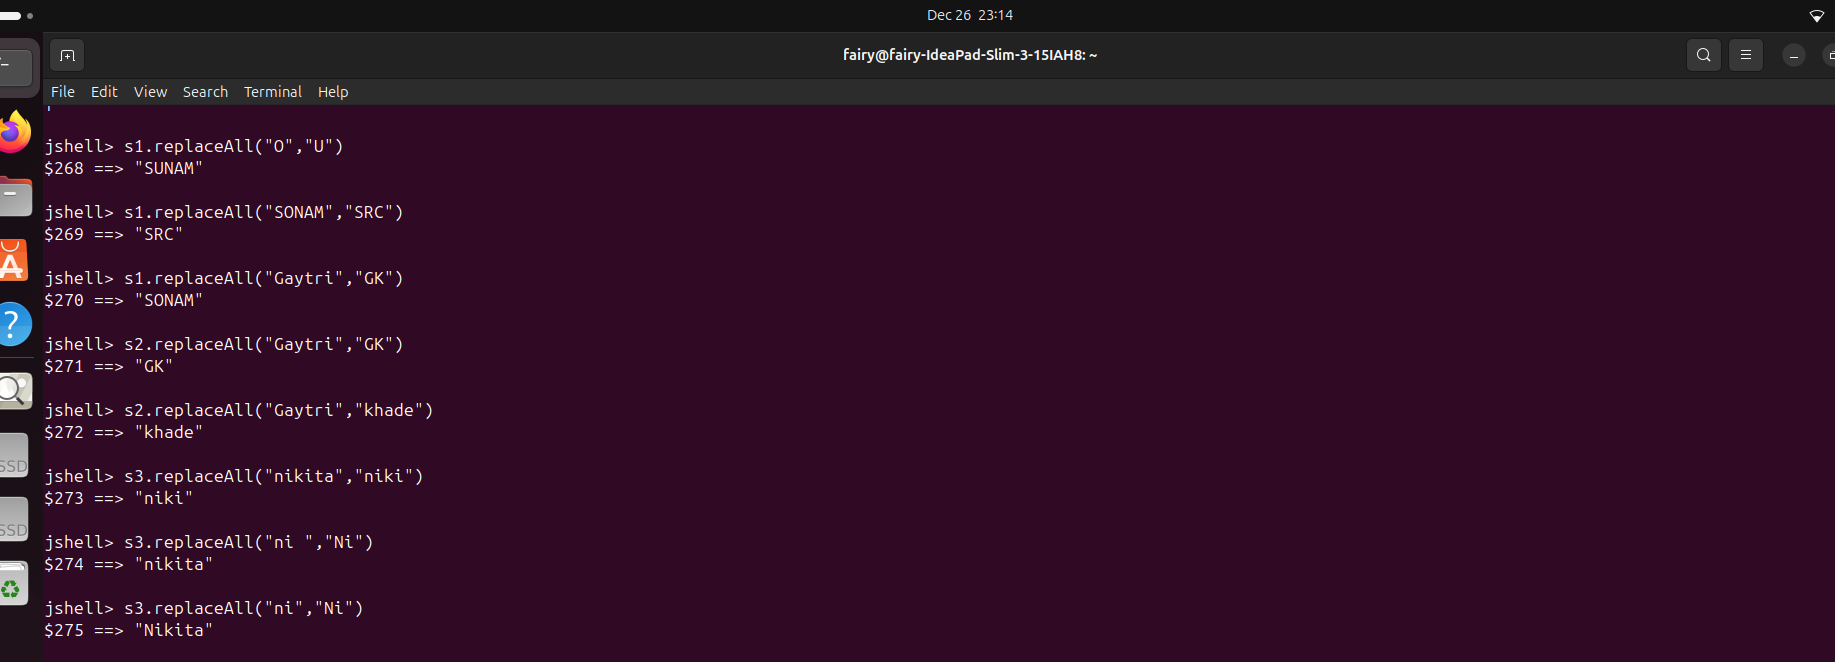 Dec 26 23:14
fairy@fairy-IdeaPad-Slim-3-15IAH8: ~
File Edit View Search Terminal Help
jshell> s1.replaceAll("O","U")
$268 ==> "SUNAM"
jshell> s1.replaceAll("SONAM","SRC")
$269 ==> "SRC"
jshell> s1.replaceAll("Gaytri","GK")
$270 ==> "SONAM"
jshell> s2.replaceAll("Gaytri","GK")
$271 ==> "GK"
jshell> s2.replaceAll("Gaytri","khade")
$272 ==> "khade"
jshell> s3.replaceAll("nikita","niki")
$273 ==> "niki"
SSD
jshell> s3.replaceAll("ni ","Ni")
SSD
$274 ==> "nikita"
jshell> s3.replaceAll("ni","Ni")
$275 ==> "Nikita"